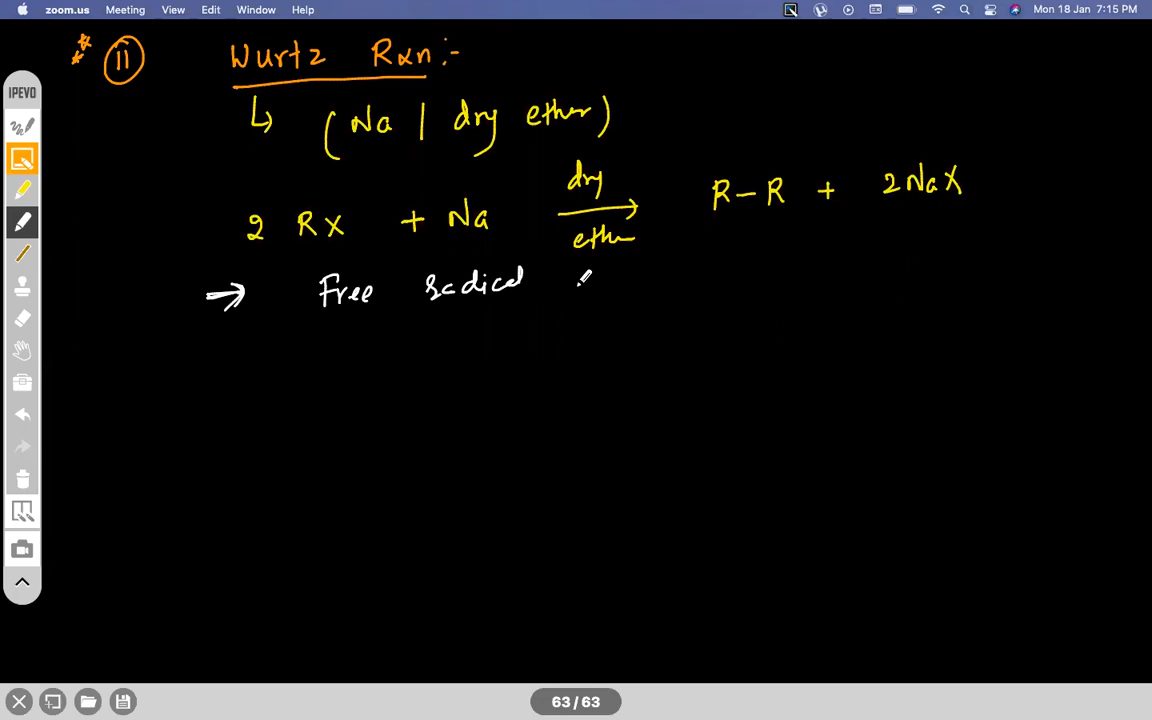 zoom.us Meeting View Edit Window Help Mon 18 Jan 7:15 PM
IPEVO
11 Wurtz Rxn :-
↳ (Na | dry ether)
2 RX + Na dry ether → R-R + 2NaX
→ Free radical
63/63